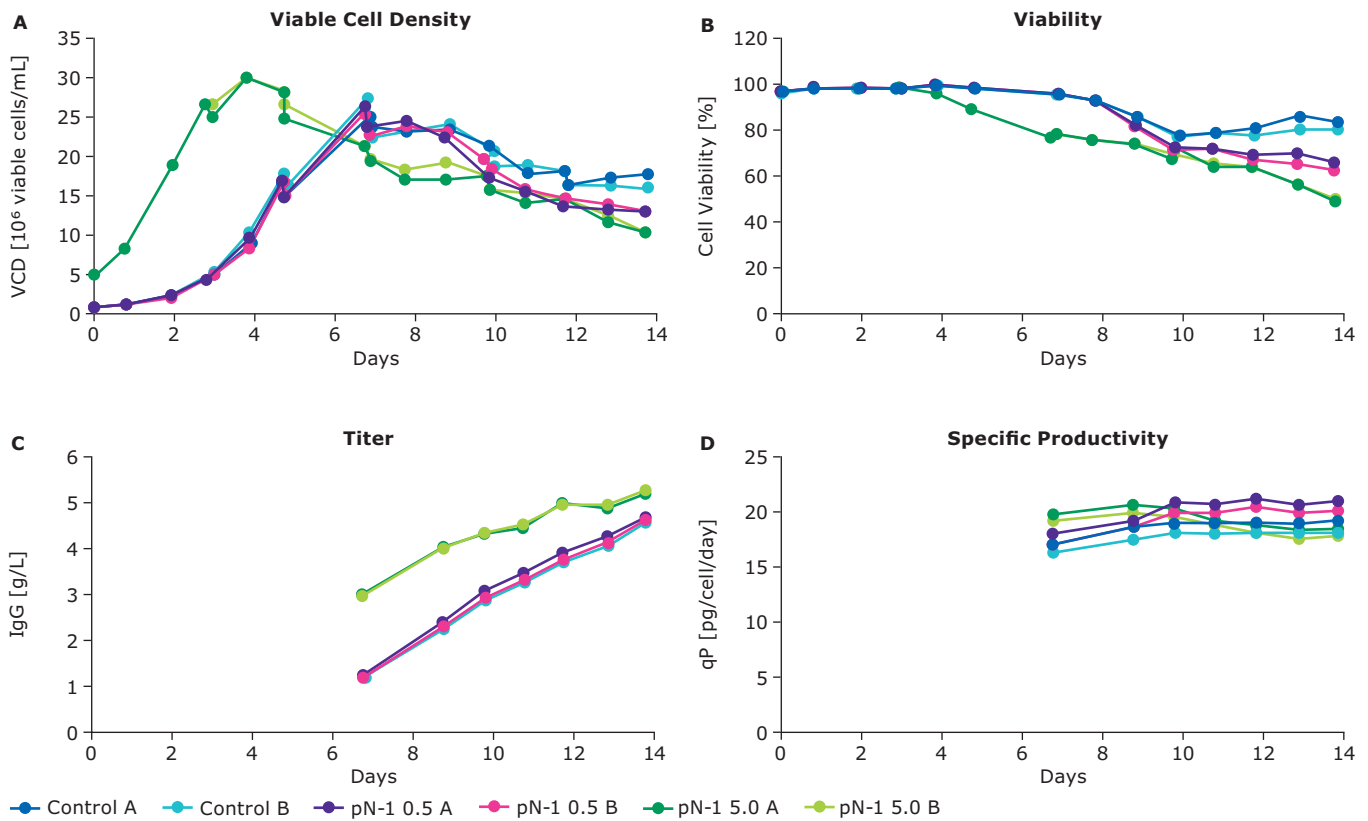 A
Viable Cell Density
VCD [10⁶ viable cells/mL]
35
30
25
20
15
10
5
0
0 2 4 6 8 10 12 14
Days
B
Viability
Cell Viability [%]
120
100
80
60
40
20
0
0 2 4 6 8 10 12 14
Days
C
Titer
IgG [g/L]
6
5
4
3
2
1
0
0 2 4 6 8 10 12 14
Days
D
Specific Productivity
qP [pg/cell/day]
25
20
15
10
5
0
0 2 4 6 8 10 12 14
Days
Control A Control B pN-1 0.5 A pN-1 0.5 B pN-1 5.0 A pN-1 5.0 B